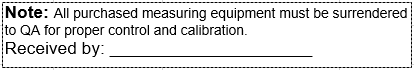 Note: All purchased measuring equipment must be surrendered
to QA for proper control and calibration.
Received by: ______________________